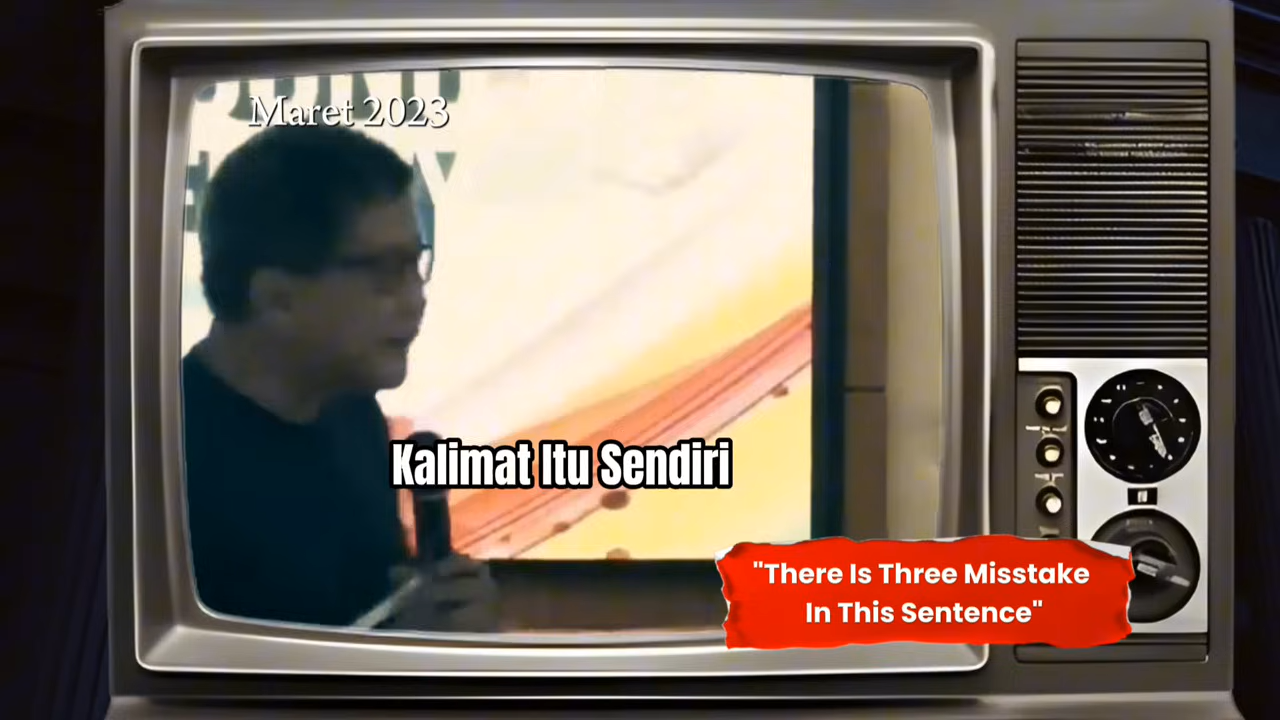 Maret 2023
Kalimat Itu Sendiri
"There Is Three Misstake
In This Sentence"